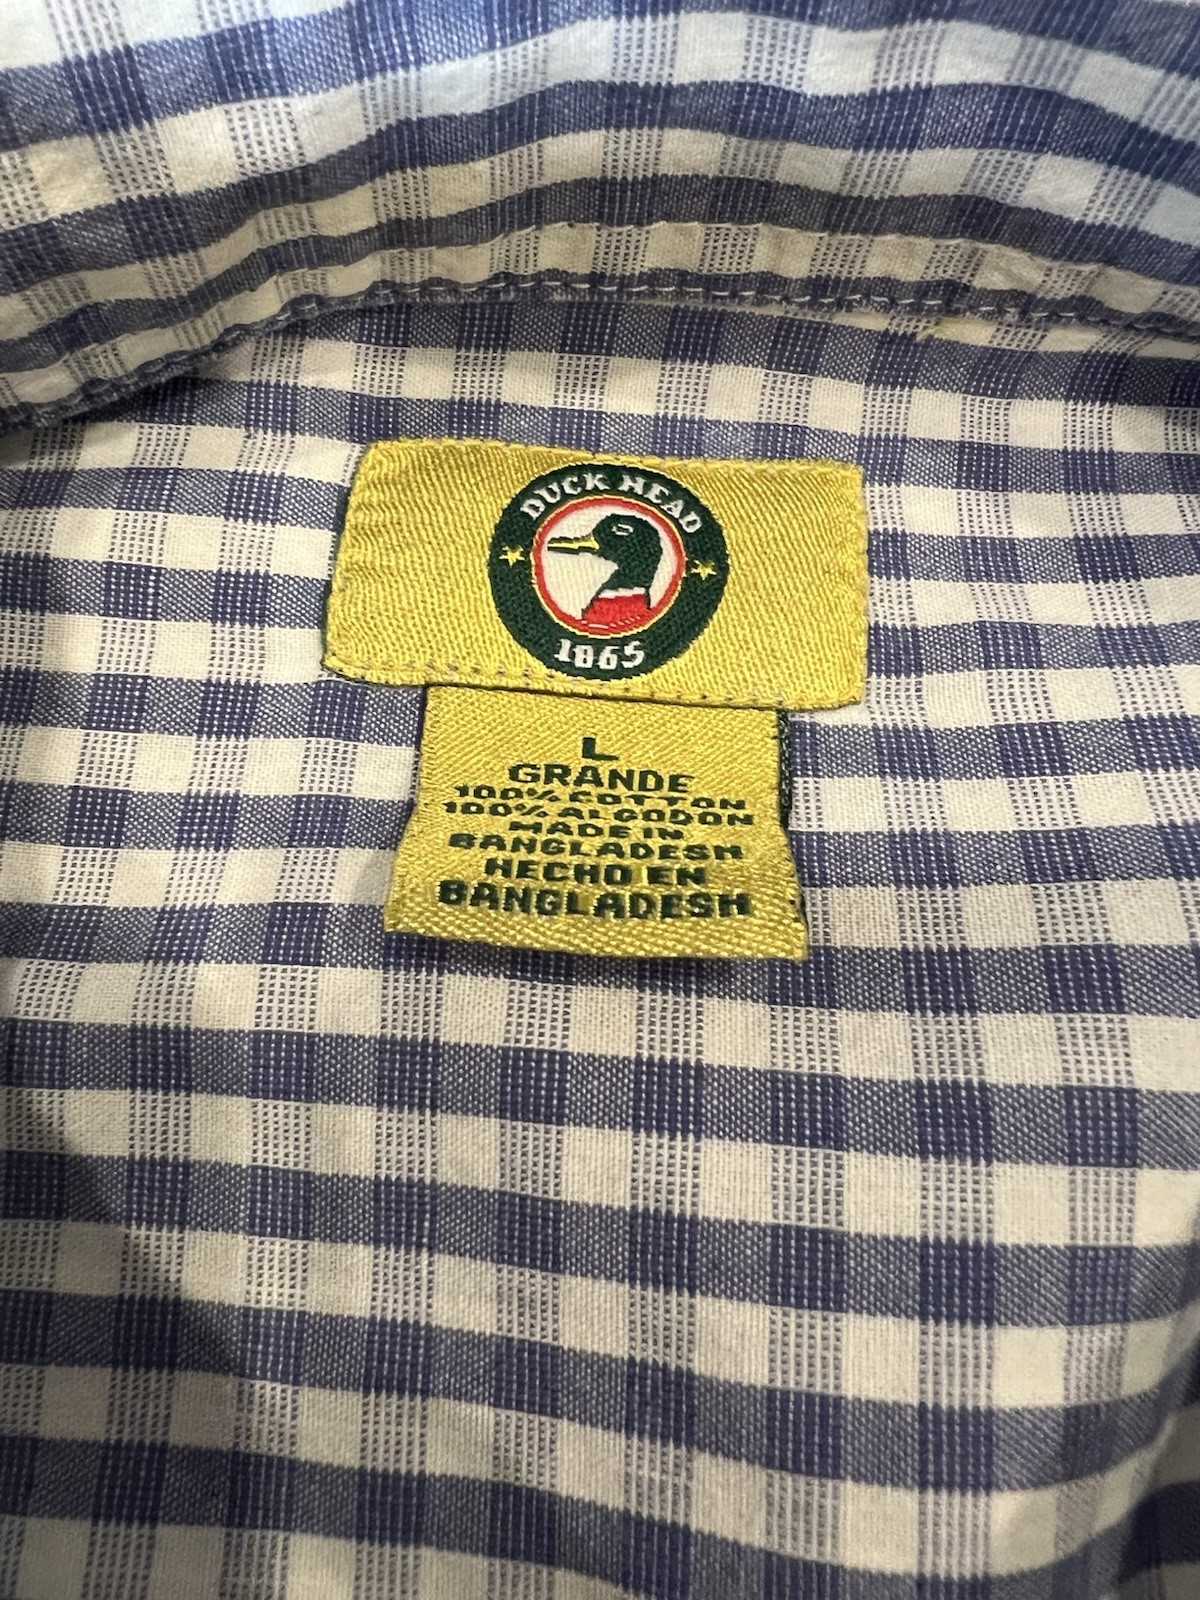 DUCK HEAD
1865
L
GRANDE
100% COTTON
100% ALGODON
MADE IN
BANGLADESH
HECHO EN
BANGLADESH